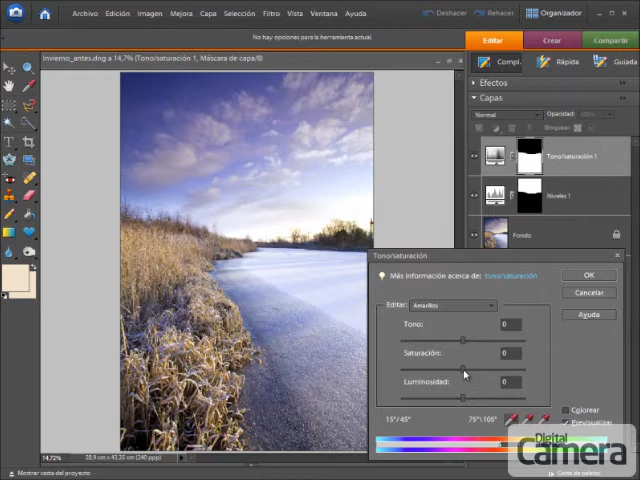 Archivo Edición Imagen Mejora Capa Selección Filtro Vista Ventana Ayuda Deshacer Rehacer Organizador
No hay opciones para la herramienta actual.
Editar Crear Compartir
invierno_antes.dng a 14,7% (Tono/saturación 1, Máscara de capa/8)
Compl. Rápida Guiada
Efectos
Capas
Normal Opacidad:
Bloquear:
Tono/saturación 1
Niveles 1
Fondo
Tono/saturación
Más información acerca de: tono/saturación
OK
Cancelar
Ayuda
Editar: Amarillos
Tono: 0
Saturación: 0
Luminosidad: 0
15°/45° 75°\105°
Colorear
Previsualizar
14,72% 28,9 cm x 43,35 cm (240 ppp)
Mostrar cesta del proyecto
Cesta de paletas
Digital
Camera